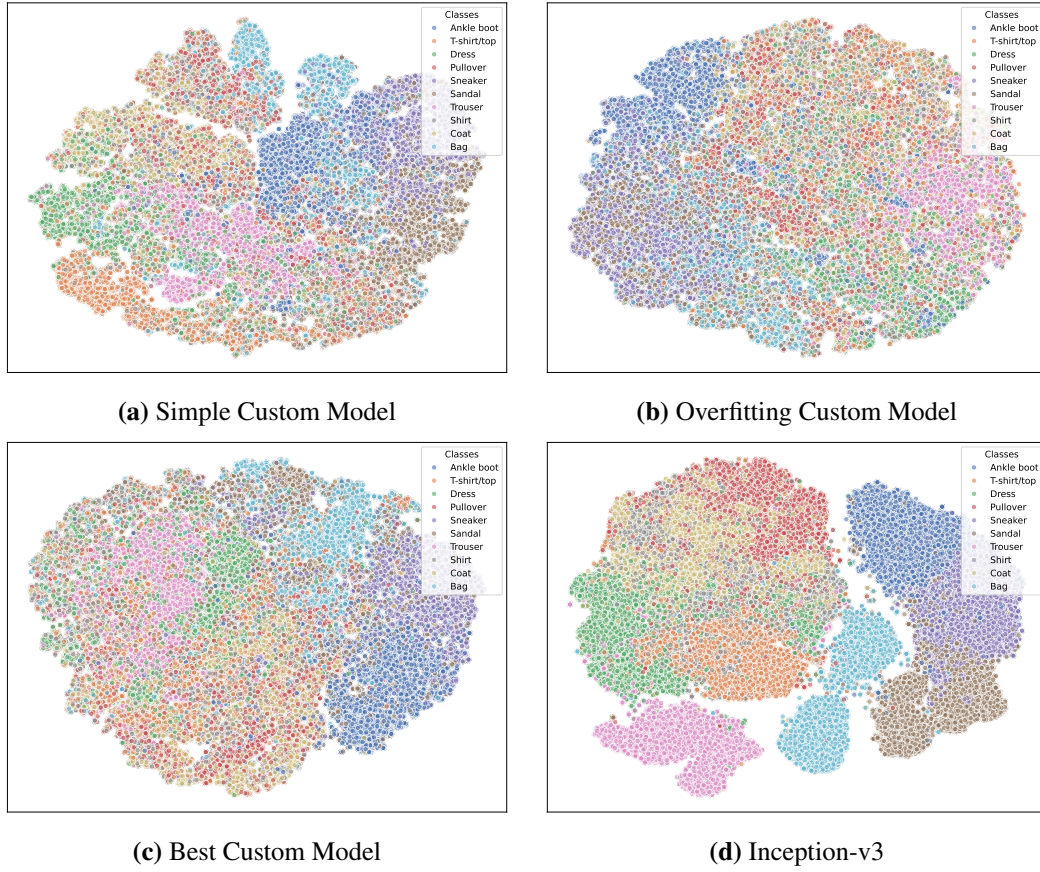 Classes
Ankle boot
T-shirt/top
Dress
Pullover
Sneaker
Sandal
Trouser
Shirt
Coat
Bag
Classes
Ankle boot
T-shirt/top
Dress
Pullover
Sneaker
Sandal
Trouser
Shirt
Coat
Bag
(a) Simple Custom Model
(b) Overfitting Custom Model
Classes
Ankle boot
T-shirt/top
Dress
Pullover
Sneaker
Sandal
Trouser
Shirt
Coat
Bag
Classes
Ankle boot
T-shirt/top
Dress
Pullover
Sneaker
Sandal
Trouser
Shirt
Coat
Bag
(c) Best Custom Model
(d) Inception-v3